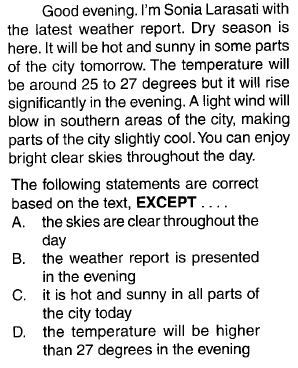 Good evening. I'm Sonia Larasati with
the latest weather report. Dry season is
here. It will be hot and sunny in some parts
of the city tomorrow. The temperature will
be around 25 to 27 degrees but it will rise
significantly in the evening. A light wind will
blow in southern areas of the city, making
parts of the city slightly cool. You can enjoy
bright clear skies throughout the day.
The following statements are correct
based on the text, EXCEPT . . . .
A. the skies are clear throughout the
day
B. the weather report is presented
in the evening
C. it is hot and sunny in all parts of
the city today
D. the temperature will be higher
than 27 degrees in the evening